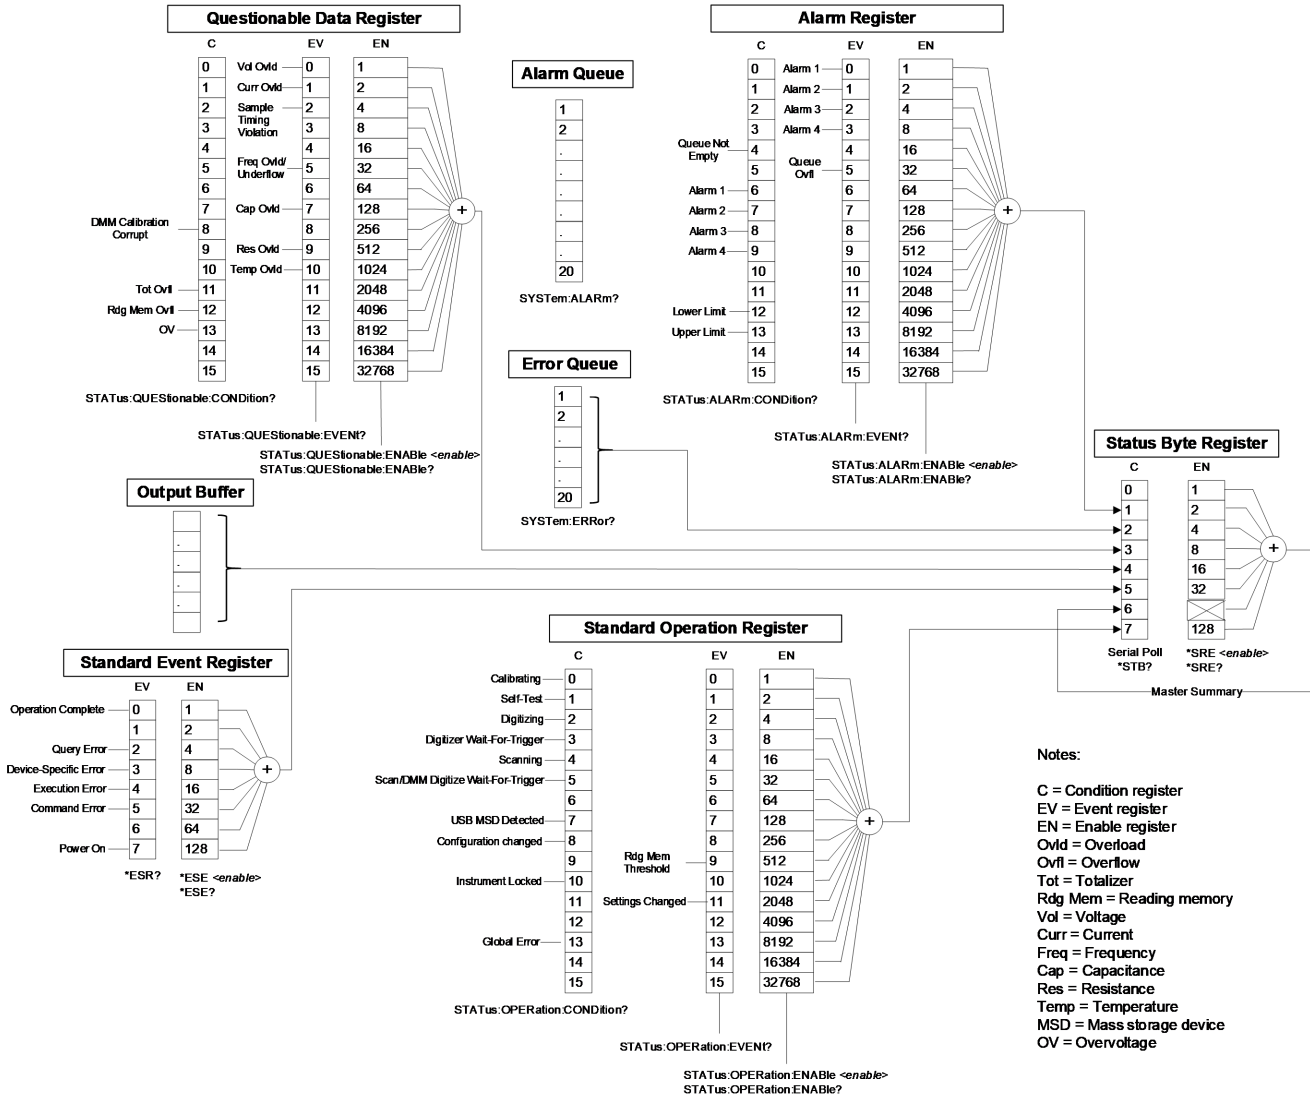 Questionable Data Register
C EV EN
0 Vol Ovld 0 1
1 Curr Ovld 1 2
2 Sample 2 4
Timing
3 Violation 3 8
4 4 16
5 Freq Ovld/ 5 32
Underflow
6 6 64
7 Cap Ovld 7 128
DMM Calibration
Corrupt
8 8 256
9 Res Ovld 9 512
10 Temp Ovld 10 1024
Tot Ovfl 11 11 2048
Rdg Mem Ovfl 12 12 4096
OV 13 13 8192
14 14 16384
15 15 32768
STATus:QUEStionable:CONDition?
STATus:QUEStionable:EVENt?
STATus:QUEStionable:ENABle <enable>
STATus:QUEStionable:ENABle?
Alarm Queue
1
2
.
.
.
.
.
.
20
SYSTem:ALARm?
Alarm Register
C EV EN
0 Alarm 1 0 1
1 Alarm 2 1 2
2 Alarm 3 2 4
3 Alarm 4 3 8
Queue Not
Empty
4 4 16
5 Queue 5 32
Ovfl
Alarm 1 6 6 64
Alarm 2 7 7 128
Alarm 3 8 8 256
Alarm 4 9 9 512
10 10 1024
11 11 2048
Lower Limit 12 12 4096
Upper Limit 13 13 8192
14 14 16384
15 15 32768
+
+
STATus:ALARm:CONDition?
STATus:ALARm:EVENt?
STATus:ALARm:ENABle <enable>
STATus:ALARm:ENABle?
Error Queue
1
2
.
.
.
20
SYSTem:ERRor?
Output Buffer
.
.
.
.
Status Byte Register
C EN
0 1
1 2
2 4
3 8
4 16
5 32
6
7 128
+
Serial Poll
*STB?
*SRE <enable>
*SRE?
Master Summary
Standard Event Register
EV EN
Operation Complete 0 1
1 2
Query Error 2 4
Device-Specific Error 3 8
Execution Error 4 16
Command Error 5 32
6 64
Power On 7 128
+
*ESR?
*ESE <enable>
*ESE?
Standard Operation Register
C EV EN
Calibrating 0 0 1
Self-Test 1 1 2
Digitizing 2 2 4
Digitizer Wait-For-Trigger 3 3 8
Scanning 4 4 16
Scan/DMM Digitize Wait-For-Trigger 5 5 32
6 6 64
USB MSD Detected 7 7 128
Configuration changed 8 8 256
9 Rdg Mem 9 512
Threshold
Instrument Locked 10 10 1024
11 Settings Changed 11 2048
12 12 4096
Global Error 13 13 8192
14 14 16384
15 15 32768
+
STATus:OPERation:CONDition?
STATus:OPERation:EVENt?
STATus:OPERation:ENABle <enable>
STATus:OPERation:ENABle?
Notes:
C = Condition register
EV = Event register
EN = Enable register
Ovld = Overload
Ovfl = Overflow
Tot = Totalizer
Rdg Mem = Reading memory
Vol = Voltage
Curr = Current
Freq = Frequency
Cap = Capacitance
Res = Resistance
Temp = Temperature
MSD = Mass storage device
OV = Overvoltage